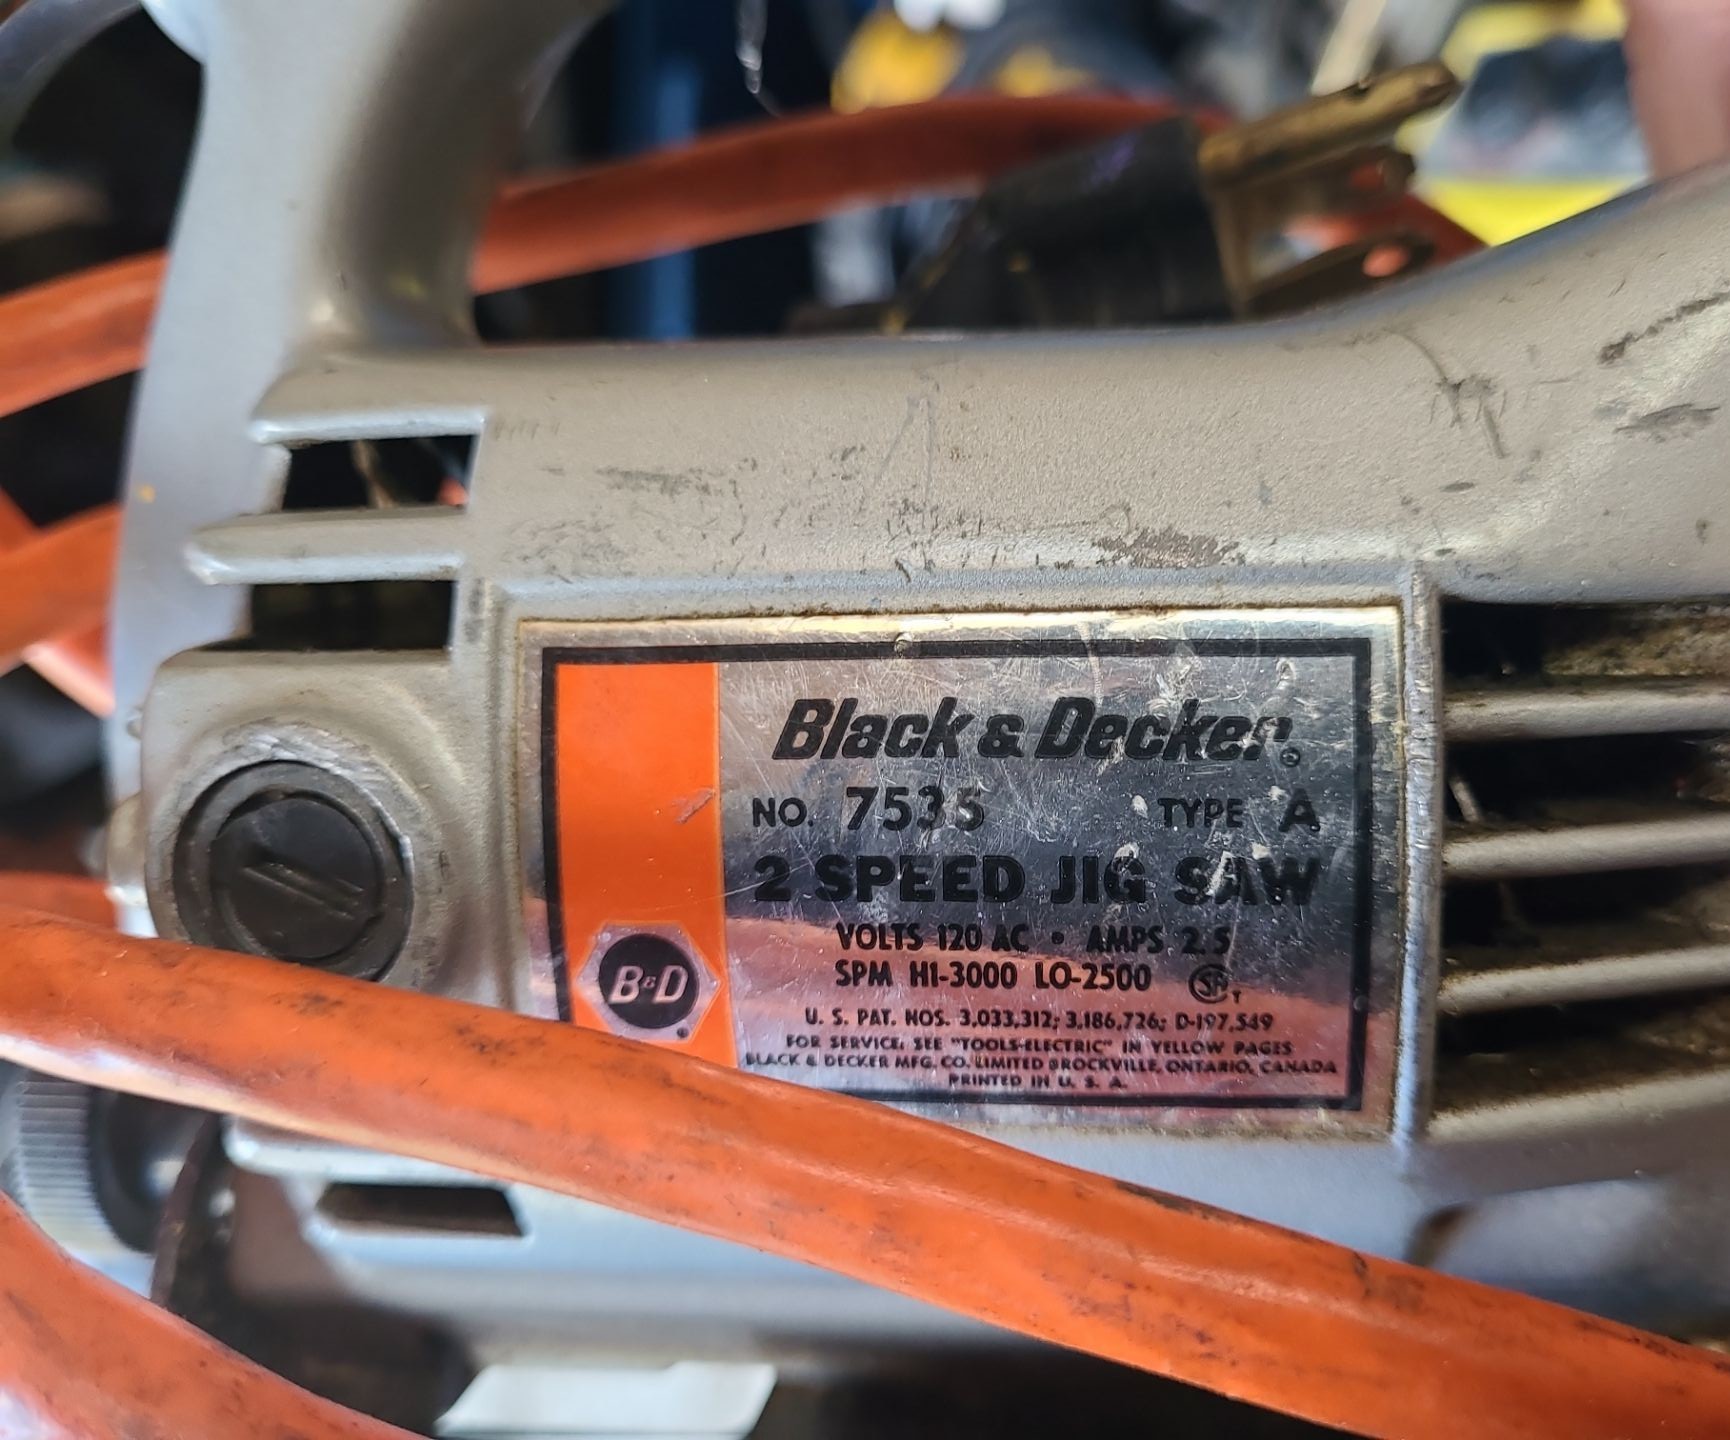 Black & Decker®
NO. 7535 TYPE A
2 SPEED JIG SAW
VOLTS 120 AC • AMPS 2.5
SPM HI-3000 LO-2500 SA T
B&D
U. S. PAT. NOS. 3,033,312; 3,186,726; D-197,549
FOR SERVICE, SEE "TOOLS-ELECTRIC" IN YELLOW PAGES
BLACK & DECKER MFG. CO. LIMITED BROCKVILLE, ONTARIO, CANADA
PRINTED IN U. S. A.